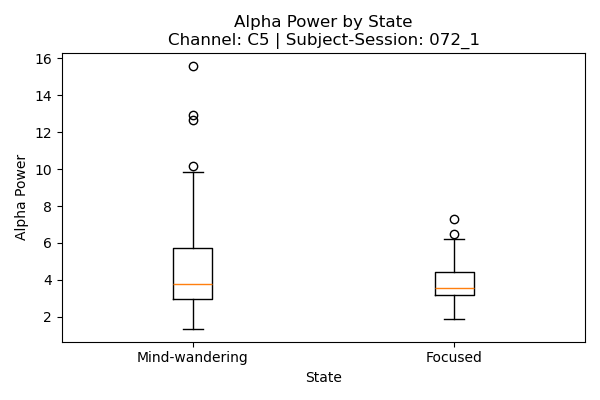 Alpha Power by State
Channel: C5 | Subject-Session: 072_1
Alpha Power
16
14
12
10
8
6
4
2
Mind-wandering
Focused
State